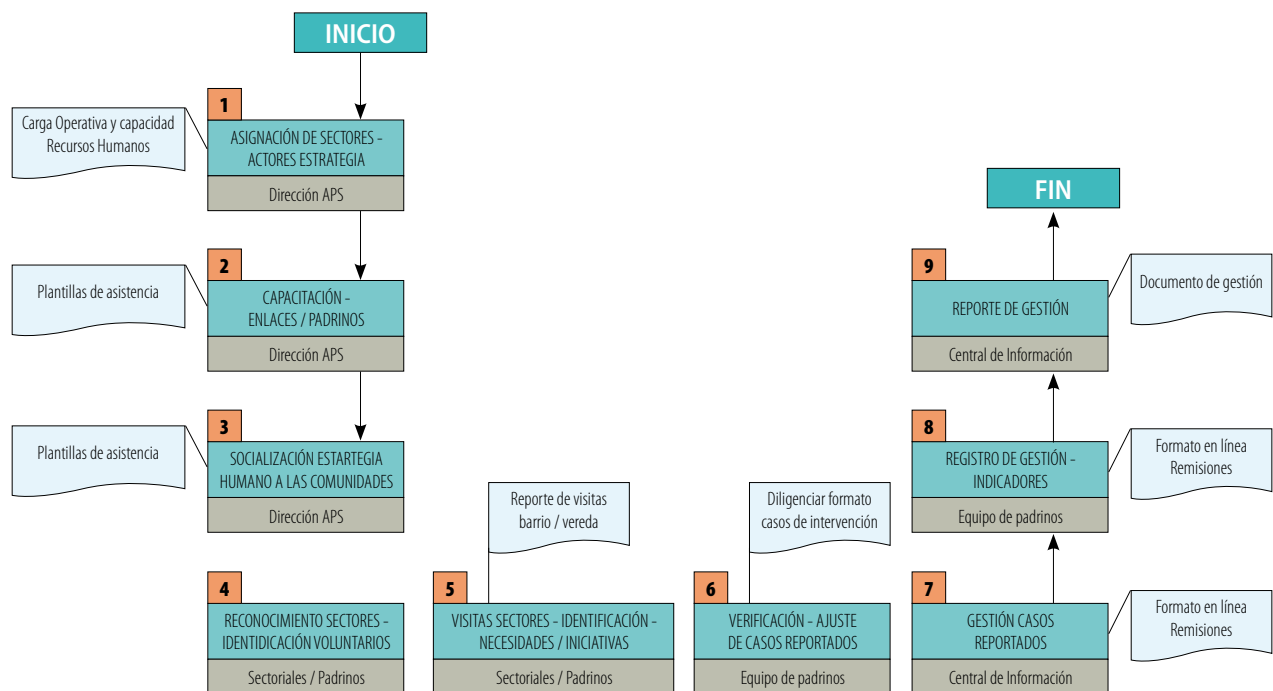 INICIO
1
Carga Operativa y capacidad
Recursos Humanos
ASIGNACIÓN DE SECTORES -
ACTORES ESTRATEGIA
Dirección APS
2
Plantillas de asistencia
CAPACITACIÓN -
ENLACES / PADRINOS
Dirección APS
3
Plantillas de asistencia
SOCIALIZACIÓN ESTARTEGIA
HUMANO A LAS COMUNIDADES
Dirección APS
4
RECONOCIMIENTO SECTORES -
IDENTIDICACIÓN VOLUNTARIOS
Sectoriales / Padrinos
Reporte de visitas
barrio / vereda
5
VISITAS SECTORES - IDENTIFICACIÓN -
NECESIDADES / INICIATIVAS
Sectoriales / Padrinos
Diligenciar formato
casos de intervención
6
VERIFICACIÓN - AJUSTE
DE CASOS REPORTADOS
Equipo de padrinos
7
GESTIÓN CASOS
REPORTADOS
Central de Información
Formato en línea
Remisiones
8
REGISTRO DE GESTIÓN -
INDICADORES
Equipo de padrinos
Formato en línea
Remisiones
9
REPORTE DE GESTIÓN
Central de Información
Documento de gestión
FIN